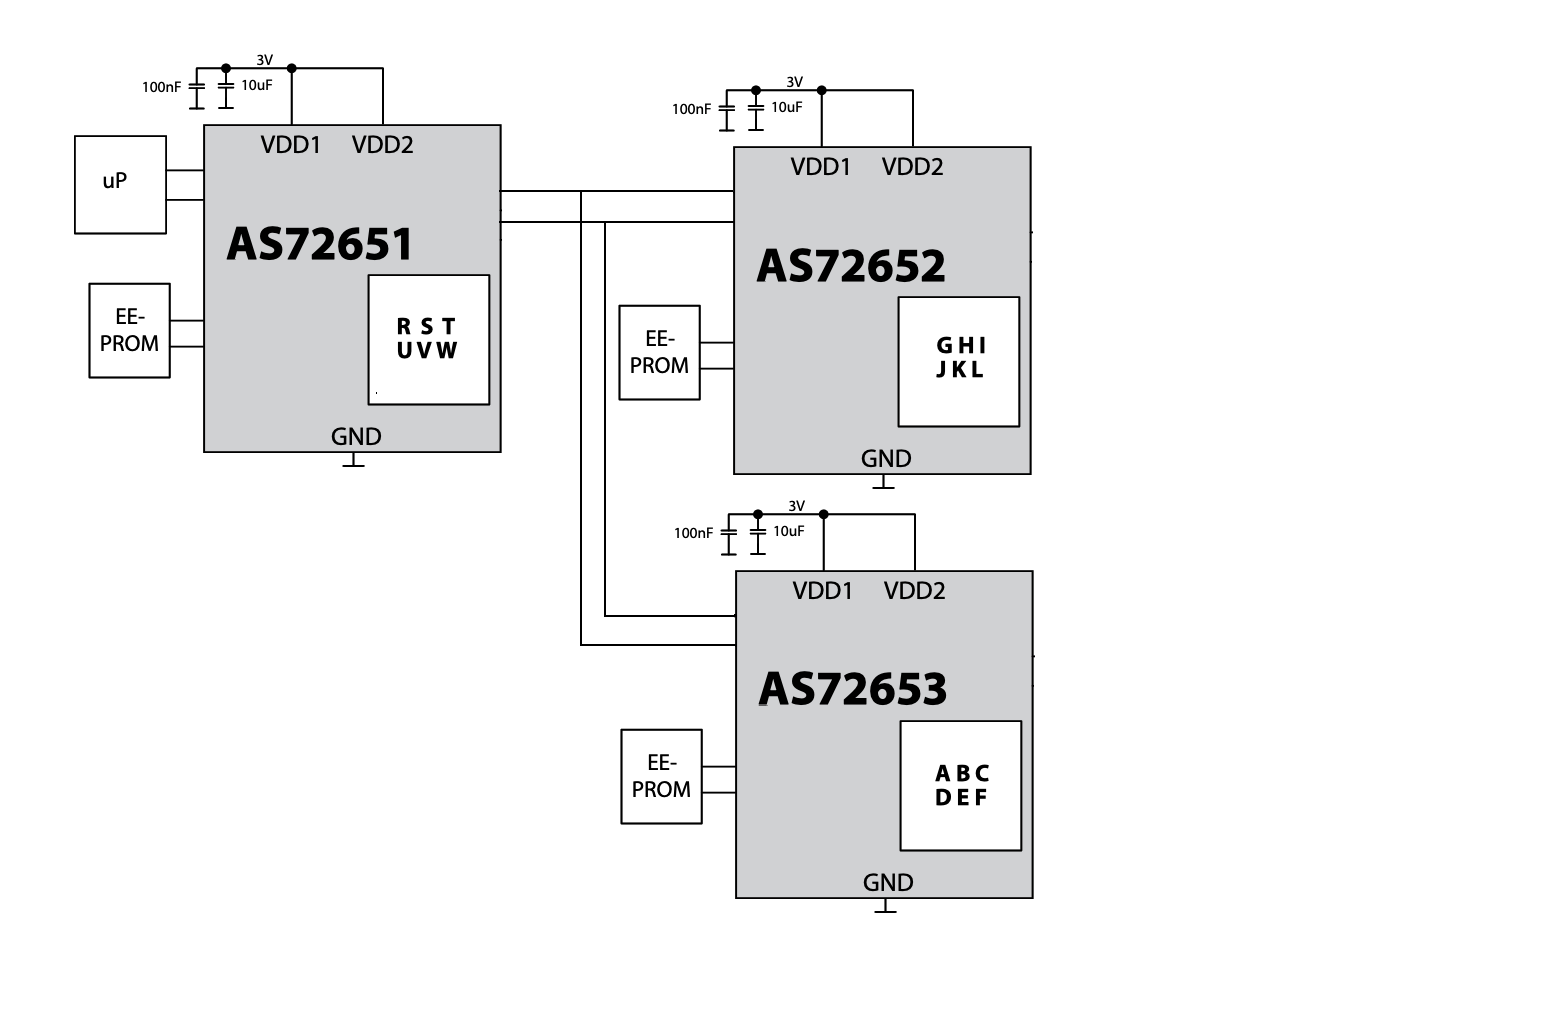 3V
100nF
10uF
VDD1 VDD2
uP
AS72651
EE-
PROM
R S T
U V W
GND
3V
100nF
10uF
VDD1 VDD2
AS72652
EE-
PROM
G H I
J K L
GND
3V
100nF
10uF
VDD1 VDD2
AS72653
EE-
PROM
A B C
D E F
GND